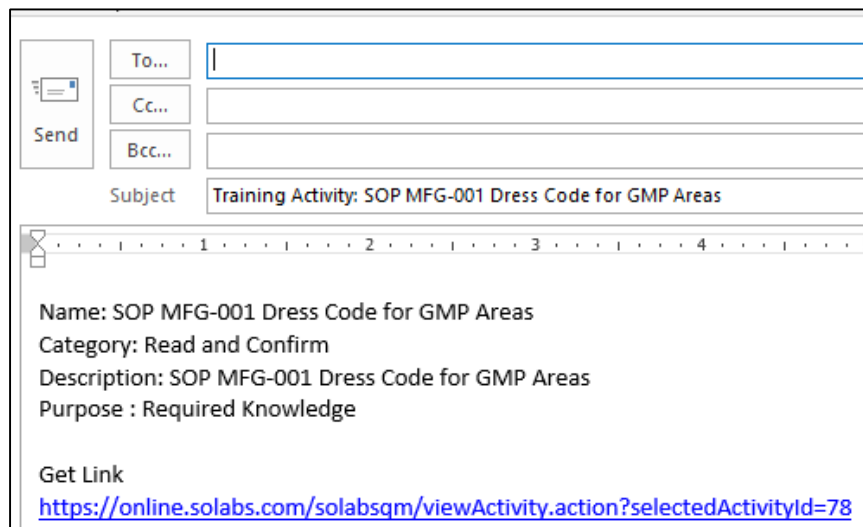 To...
Cc...
Send
Bcc...
Subject Training Activity: SOP MFG-001 Dress Code for GMP Areas
1 2 3 4
Name: SOP MFG-001 Dress Code for GMP Areas
Category: Read and Confirm
Description: SOP MFG-001 Dress Code for GMP Areas
Purpose : Required Knowledge
Get Link
https://online.solabs.com/solabsqm/viewActivity.action?selectedActivityId=78